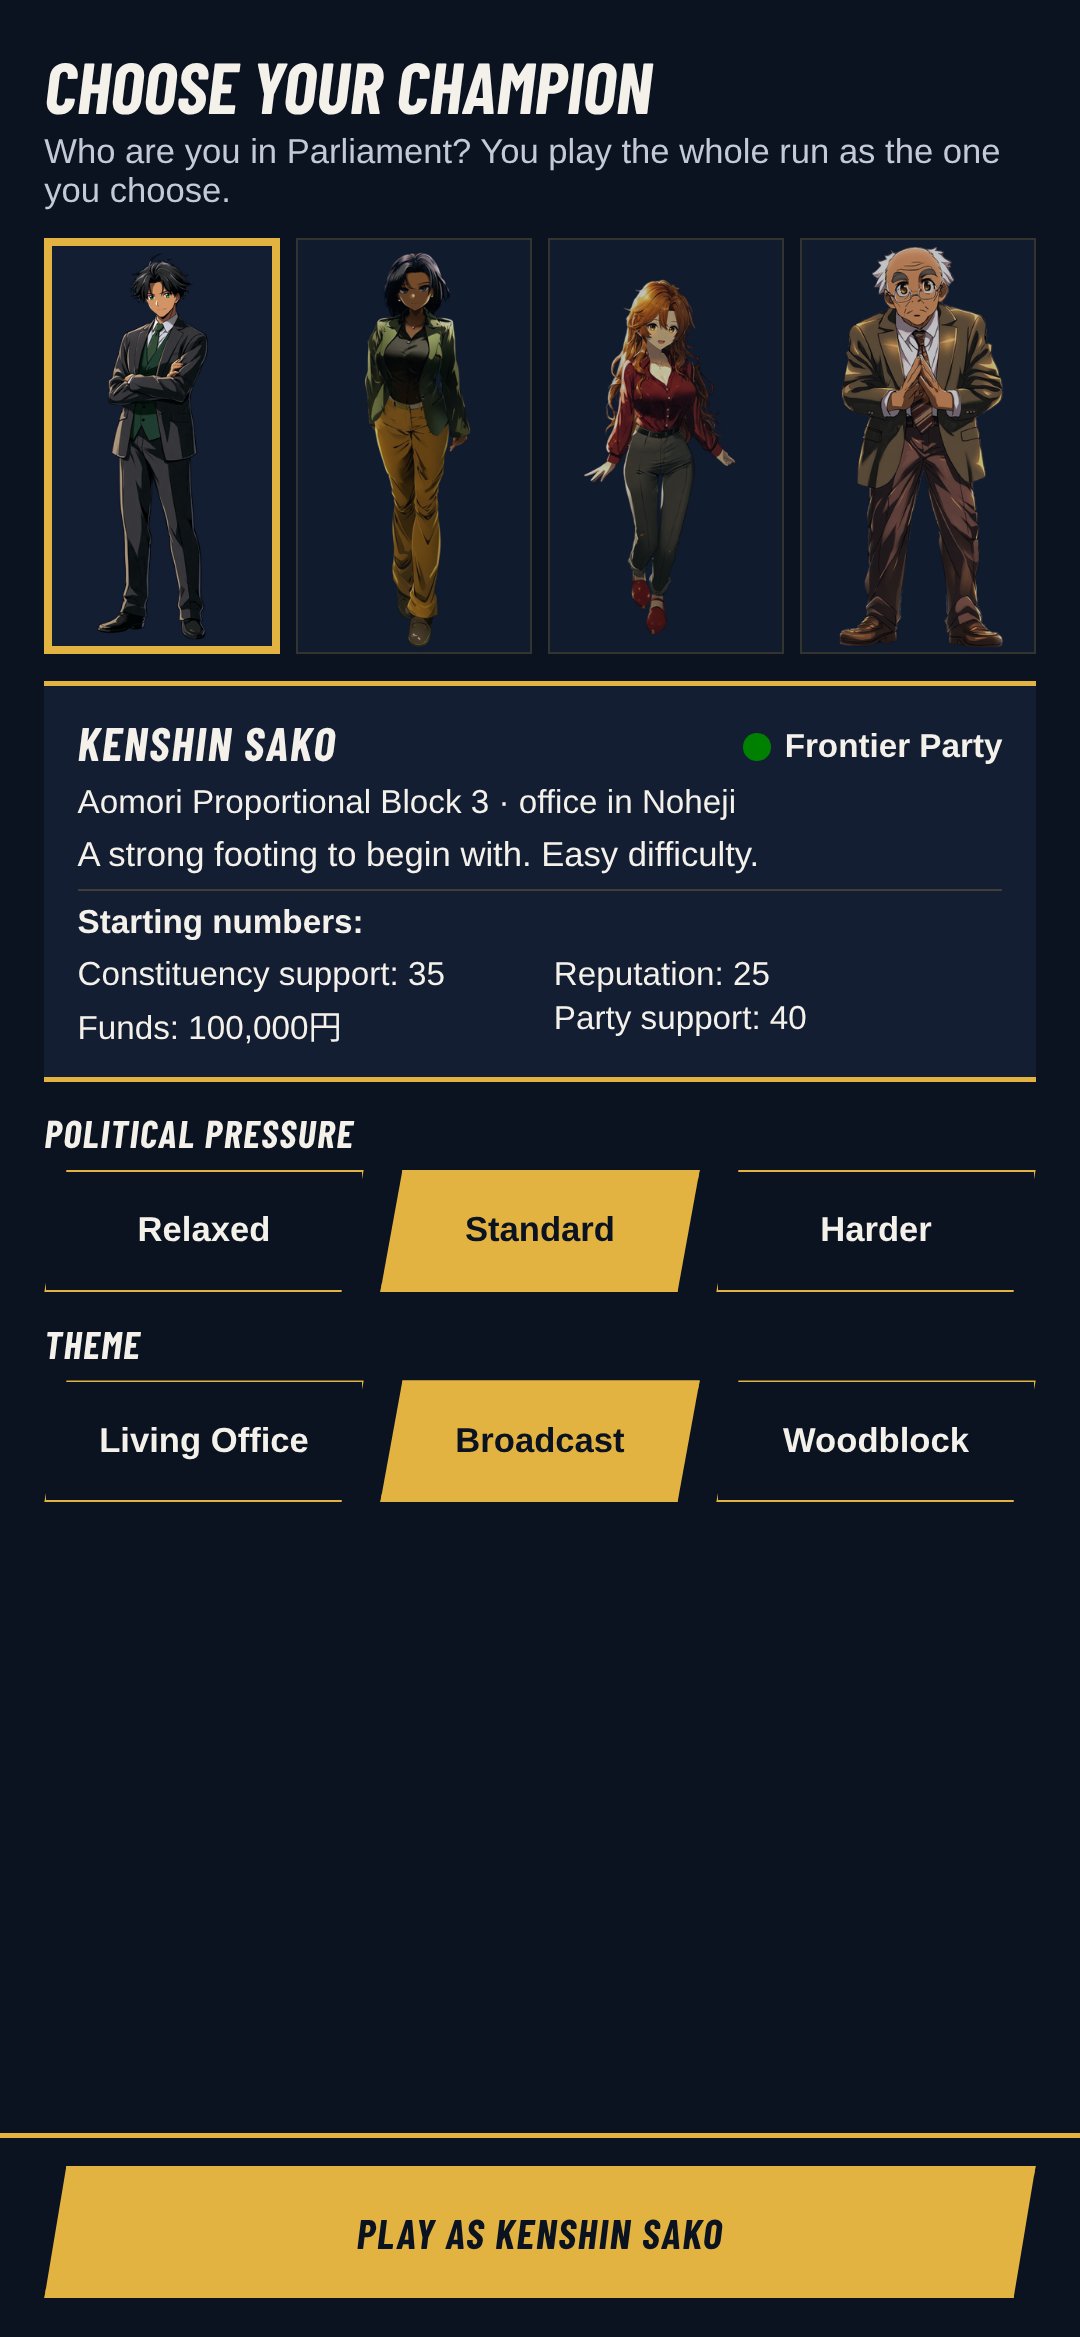 CHOOSE YOUR CHAMPION
Who are you in Parliament? You play the whole run as the one
you choose.
KENSHIN SAKO
Frontier Party
Aomori Proportional Block 3 · office in Noheji
A strong footing to begin with. Easy difficulty.
Starting numbers:
Constituency support: 35
Reputation: 25
Funds: 100,000円
Party support: 40
POLITICAL PRESSURE
Relaxed
Standard
Harder
THEME
Living Office
Broadcast
Woodblock
PLAY AS KENSHIN SAKO